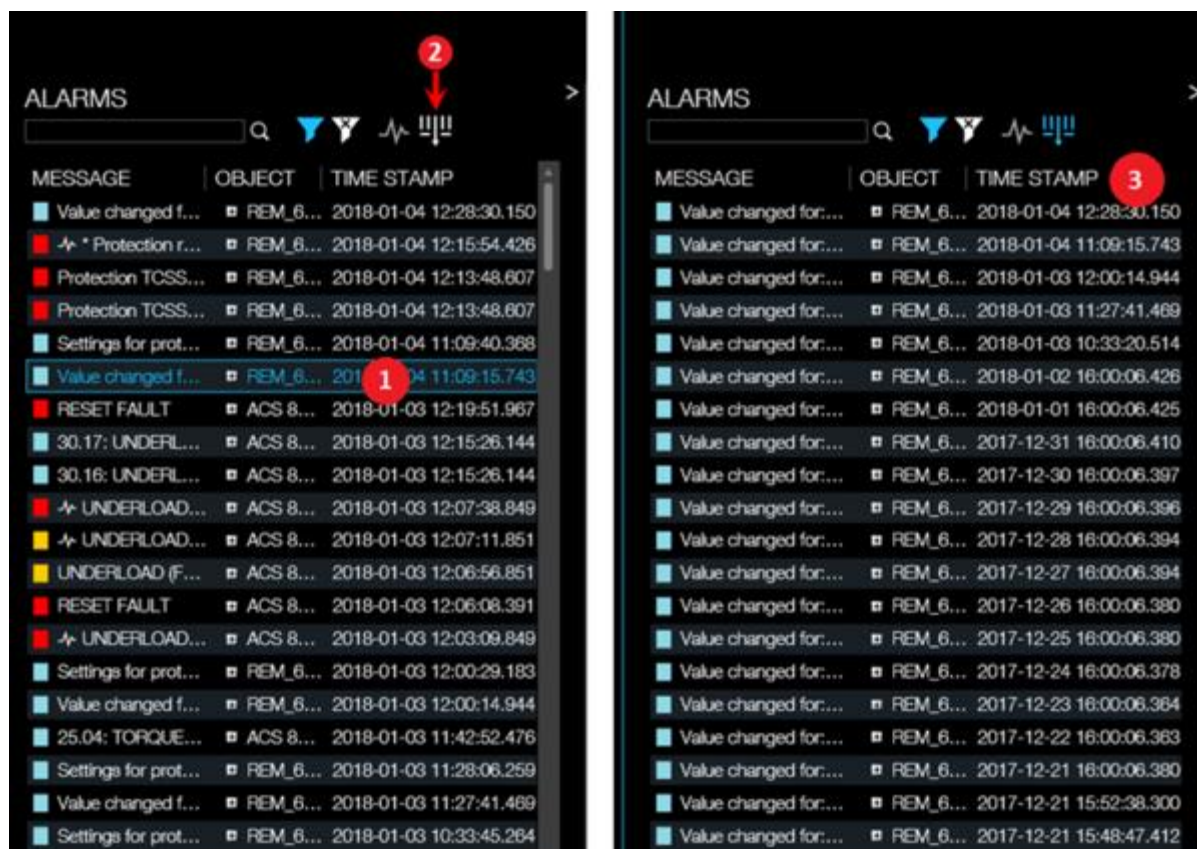 2
ALARMS
MESSAGE OBJECT TIME STAMP
Value changed f... REM_6... 2018-01-04 12:28:30.150
* Protection r... REM_6... 2018-01-04 12:15:54.426
Protection TCSS... REM_6... 2018-01-04 12:13:48.607
Protection TCSS... REM_6... 2018-01-04 12:13:48.607
Settings for prot... REM_6... 2018-01-04 11:09:40.368
Value changed f... REM_6... 201 1 04 11:09:15.743
RESET FAULT ACS 8... 2018-01-03 12:19:51.967
30.17: UNDERL... ACS 8... 2018-01-03 12:15:26.144
30.16: UNDERL... ACS 8... 2018-01-03 12:15:26.144
UNDERLOAD... ACS 8... 2018-01-03 12:07:38.849
UNDERLOAD... ACS 8... 2018-01-03 12:07:11.851
UNDERLOAD (F... ACS 8... 2018-01-03 12:06:56.851
RESET FAULT ACS 8... 2018-01-03 12:06:08.391
UNDERLOAD... ACS 8... 2018-01-03 12:03:09.849
Settings for prot... REM_6... 2018-01-03 12:00:29.183
Value changed f... REM_6... 2018-01-03 12:00:14.944
25.04: TORQUE... ACS 8... 2018-01-03 11:42:52.476
Settings for prot... REM_6... 2018-01-03 11:28:06.259
Value changed f... REM_6... 2018-01-03 11:27:41.469
Settings for prot... REM_6... 2018-01-03 10:33:45.264
ALARMS
MESSAGE OBJECT TIME STAMP 3
Value changed for:... REM_6... 2018-01-04 12:28:30.150
Value changed for:... REM_6... 2018-01-04 11:09:15.743
Value changed for:... REM_6... 2018-01-03 12:00:14.944
Value changed for:... REM_6... 2018-01-03 11:27:41.469
Value changed for:... REM_6... 2018-01-03 10:33:20.514
Value changed for:... REM_6... 2018-01-02 16:00:06.426
Value changed for:... REM_6... 2018-01-01 16:00:06.425
Value changed for:... REM_6... 2017-12-31 16:00:06.410
Value changed for:... REM_6... 2017-12-30 16:00:06.397
Value changed for:... REM_6... 2017-12-29 16:00:06.396
Value changed for:... REM_6... 2017-12-28 16:00:06.394
Value changed for:... REM_6... 2017-12-27 16:00:06.394
Value changed for:... REM_6... 2017-12-26 16:00:06.380
Value changed for:... REM_6... 2017-12-25 16:00:06.380
Value changed for:... REM_6... 2017-12-24 16:00:06.378
Value changed for:... REM_6... 2017-12-23 16:00:06.364
Value changed for:... REM_6... 2017-12-22 16:00:06.363
Value changed for:... REM_6... 2017-12-21 16:00:06.380
Value changed for:... REM_6... 2017-12-21 15:52:38.300
Value changed for:... REM_6... 2017-12-21 15:48:47.412